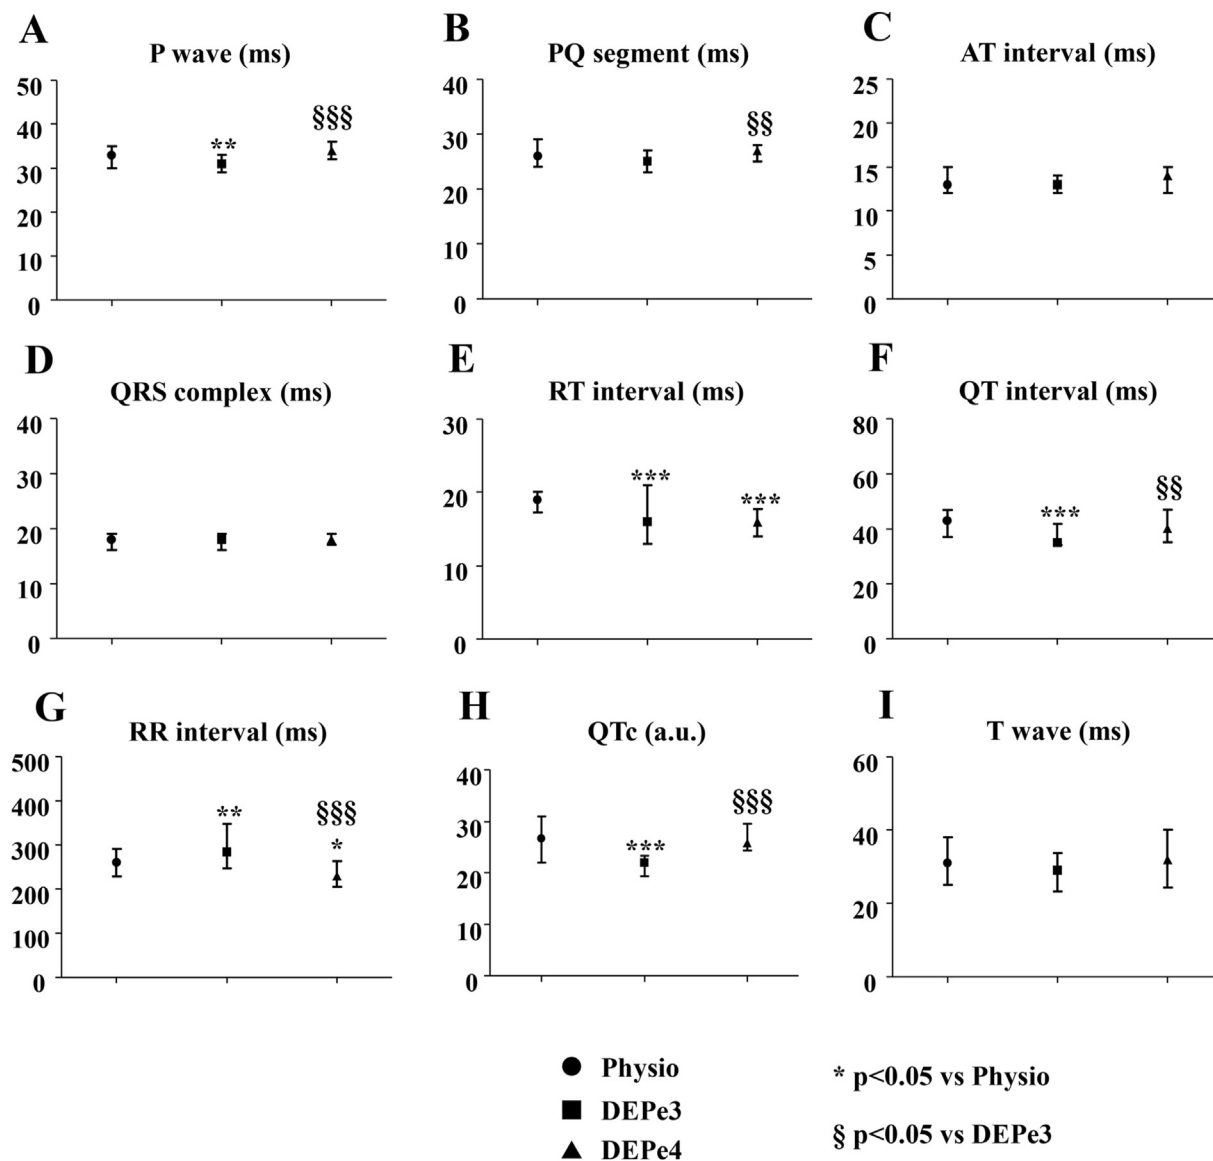 A
P wave (ms)
50
40
30
20
10
0
**
§§§
B
PQ segment (ms)
40
30
20
10
0
§§
C
AT interval (ms)
25
20
15
10
5
0
D
QRS complex (ms)
40
30
20
10
0
E
RT interval (ms)
30
20
10
0
***
***
F
QT interval (ms)
80
60
40
20
0
***
§§
G
RR interval (ms)
500
400
300
200
100
0
**
§§§
*
H
QTc (a.u.)
40
30
20
10
0
***
§§§
I
T wave (ms)
60
40
20
0
Physio
DEPe3
DEPe4
* p<0.05 vs Physio
§ p<0.05 vs DEPe3